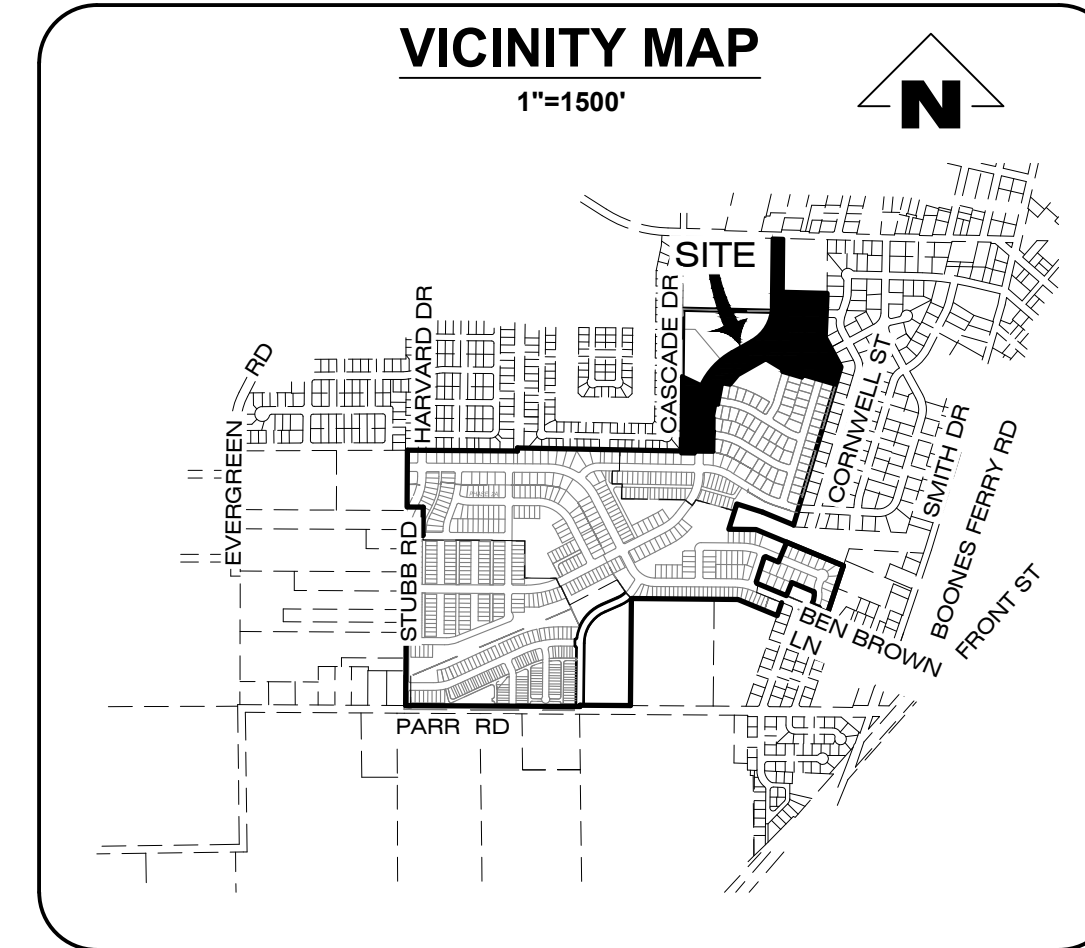 VICINITY MAP
1"=1500'
N
SITE
CASCADE DR
HARVARD DR
RD
EVERGREEN
CORNWELL ST
SMITH DR
BOONES FERRY RD
FRONT ST
STUBB RD
BEN BROWN
LN
PARR RD